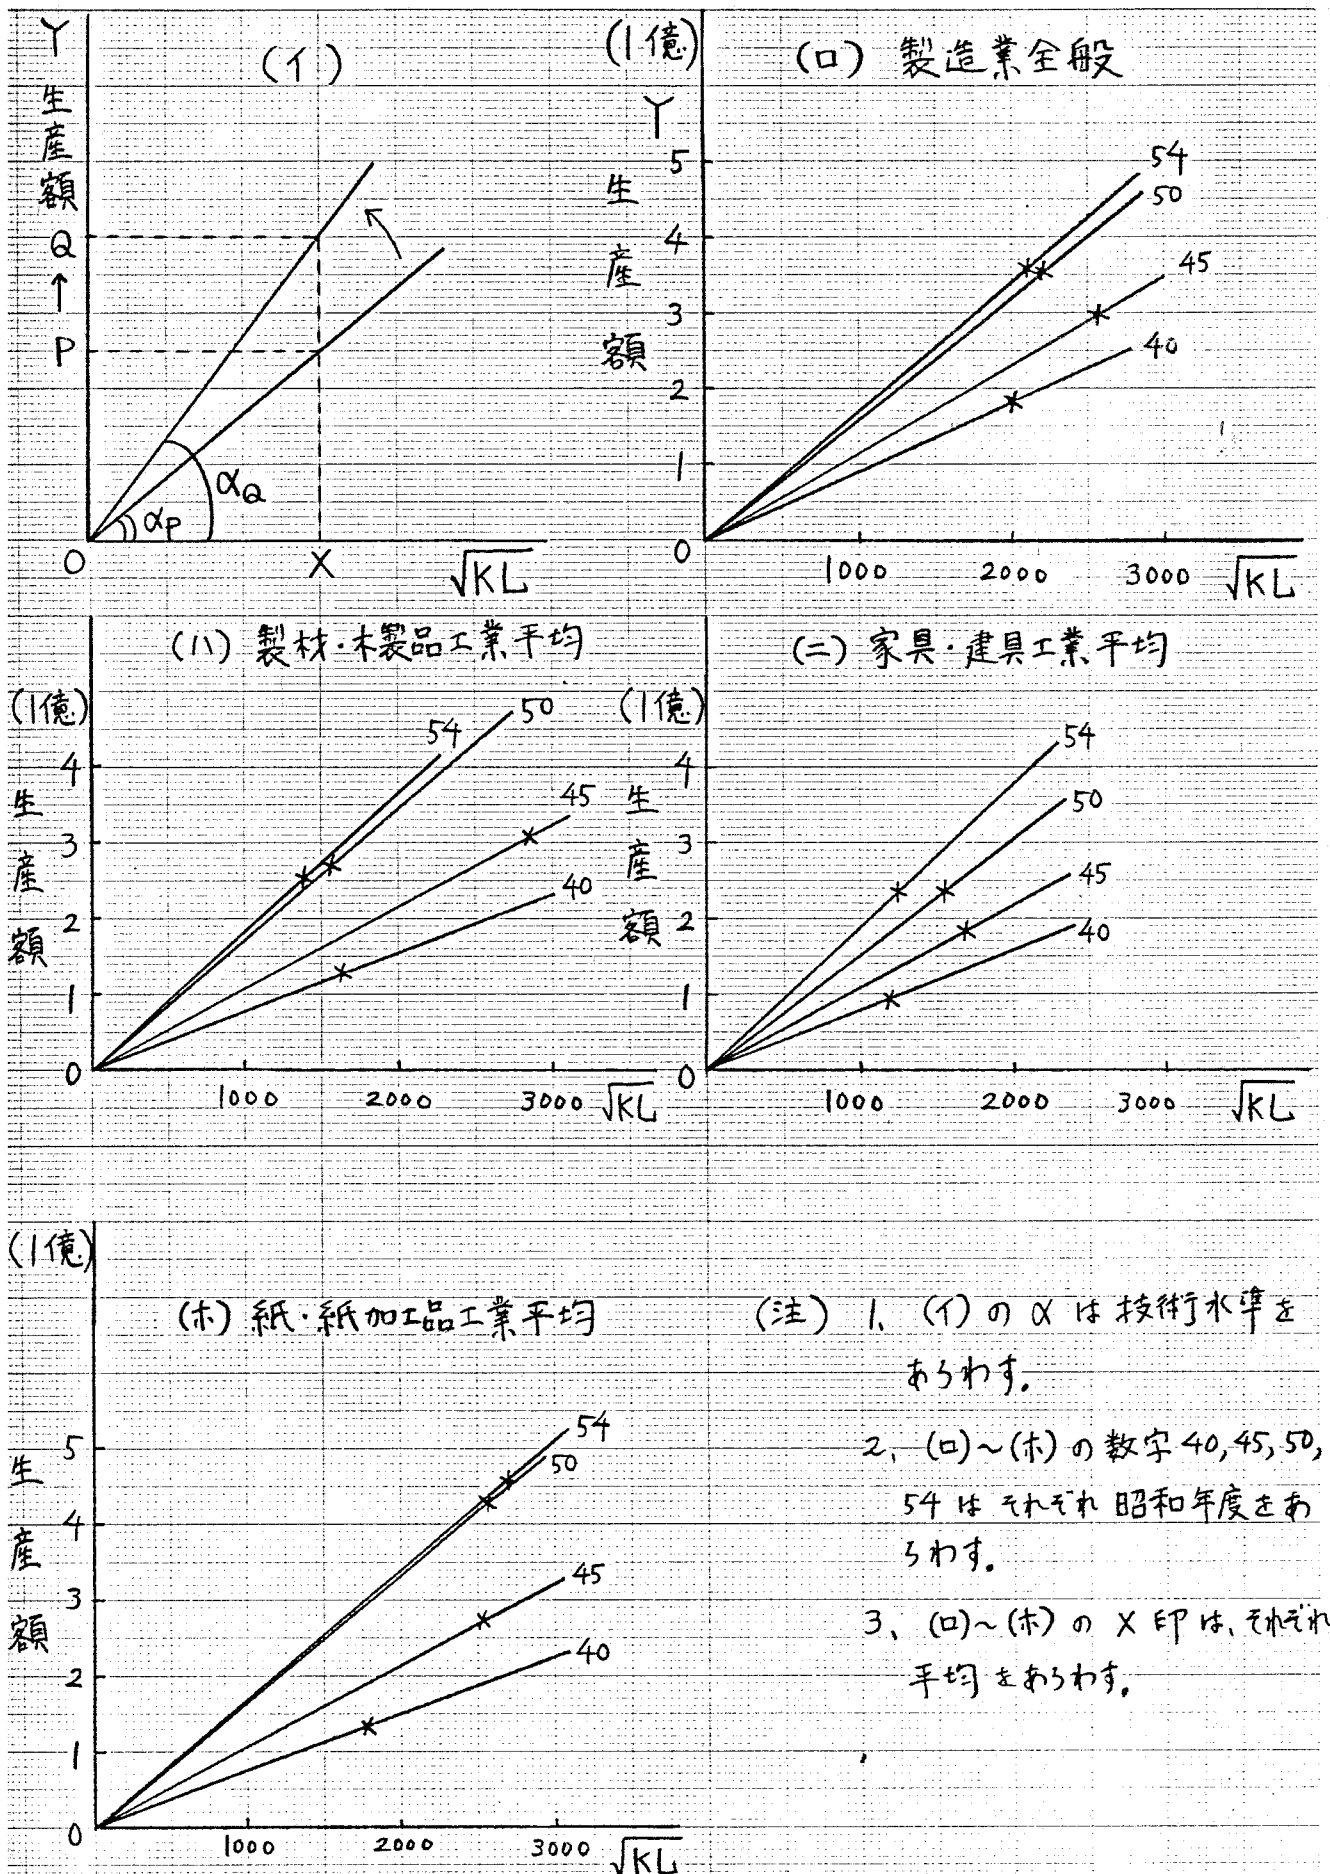 (イ)
Y
生産額
Q
↑
P
αQ
αP
O
X
√KL
(ロ) 製造業全般
(1億)
Y
生産額
5
4
3
2
1
0
54
50
45
40
1000
2000
3000
√KL
(ハ) 製材・木製品工業平均
(1億)
生産額
4
3
2
1
0
54
50
45
40
1000
2000
3000
√KL
(ニ) 家具・建具工業平均
(1億)
生産額
4
3
2
1
0
54
50
45
40
1000
2000
3000
√KL
(ホ) 紙・紙加工品工業平均
(1億)
生産額
5
4
3
2
1
0
54
50
45
40
1000
2000
3000
√KL
(注) 1、(イ)の α は技術水準を
あらわす。
2、(ロ)~(ホ)の数字 40,45,50,
54 は それぞれ 昭和年度をあ
らわす。
3、(ロ)~(ホ)の X 印は、それぞれ
平均をあらわす。